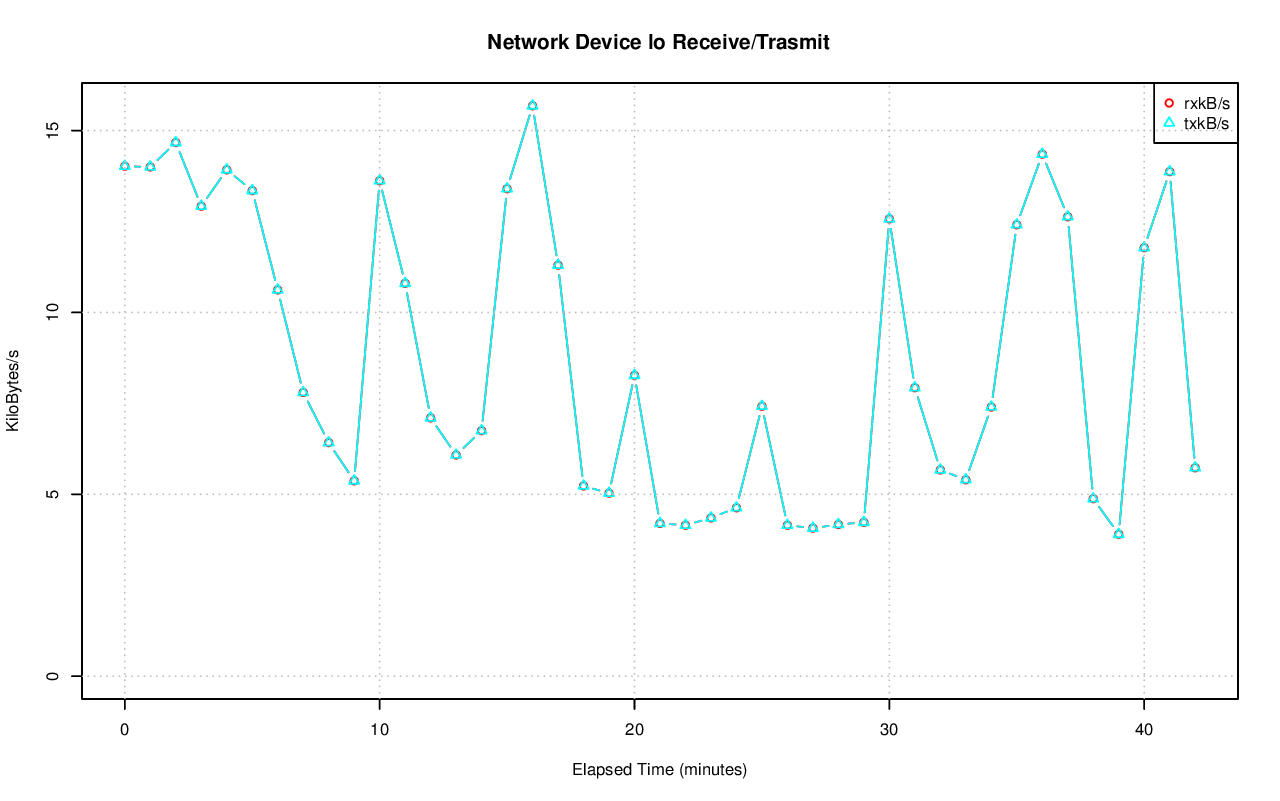 Network Device lo Receive/Trasmit
rxkB/s
txkB/s
KiloBytes/s
15
10
5
0
0 10 20 30 40
Elapsed Time (minutes)